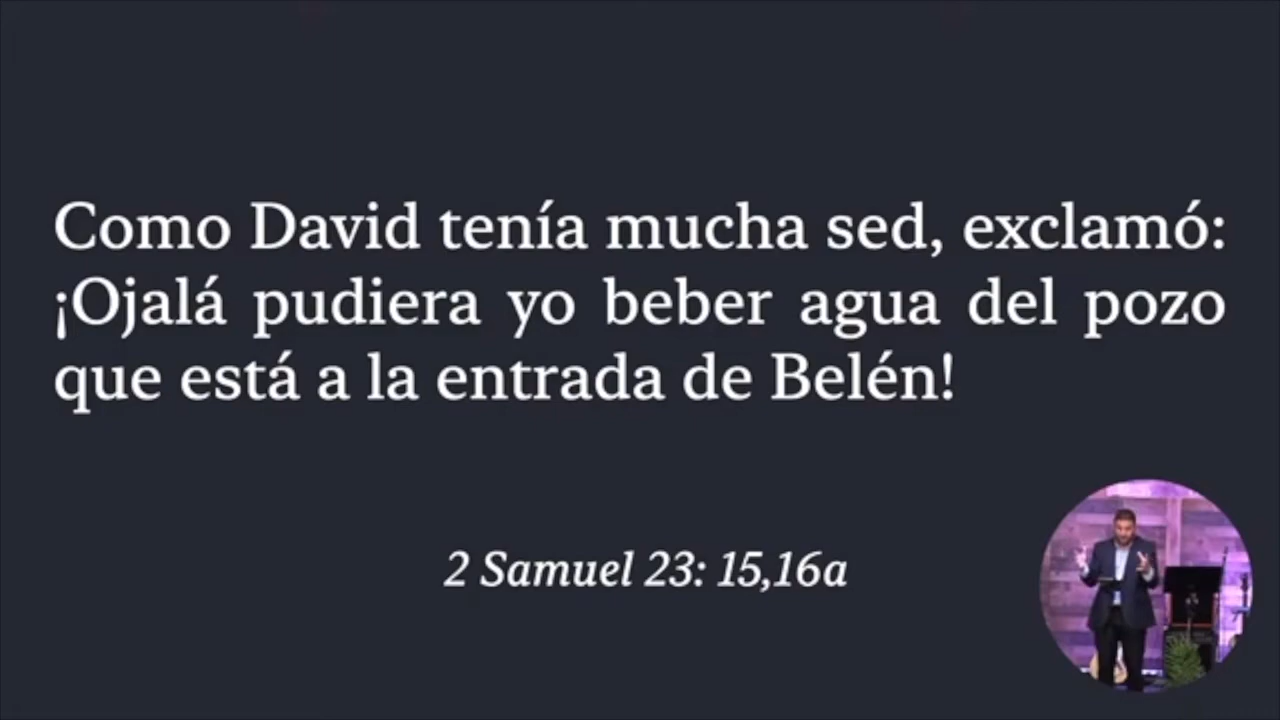 Como David tenía mucha sed, exclamó:
¡Ojalá pudiera yo beber agua del pozo
que está a la entrada de Belén!
2 Samuel 23: 15,16a